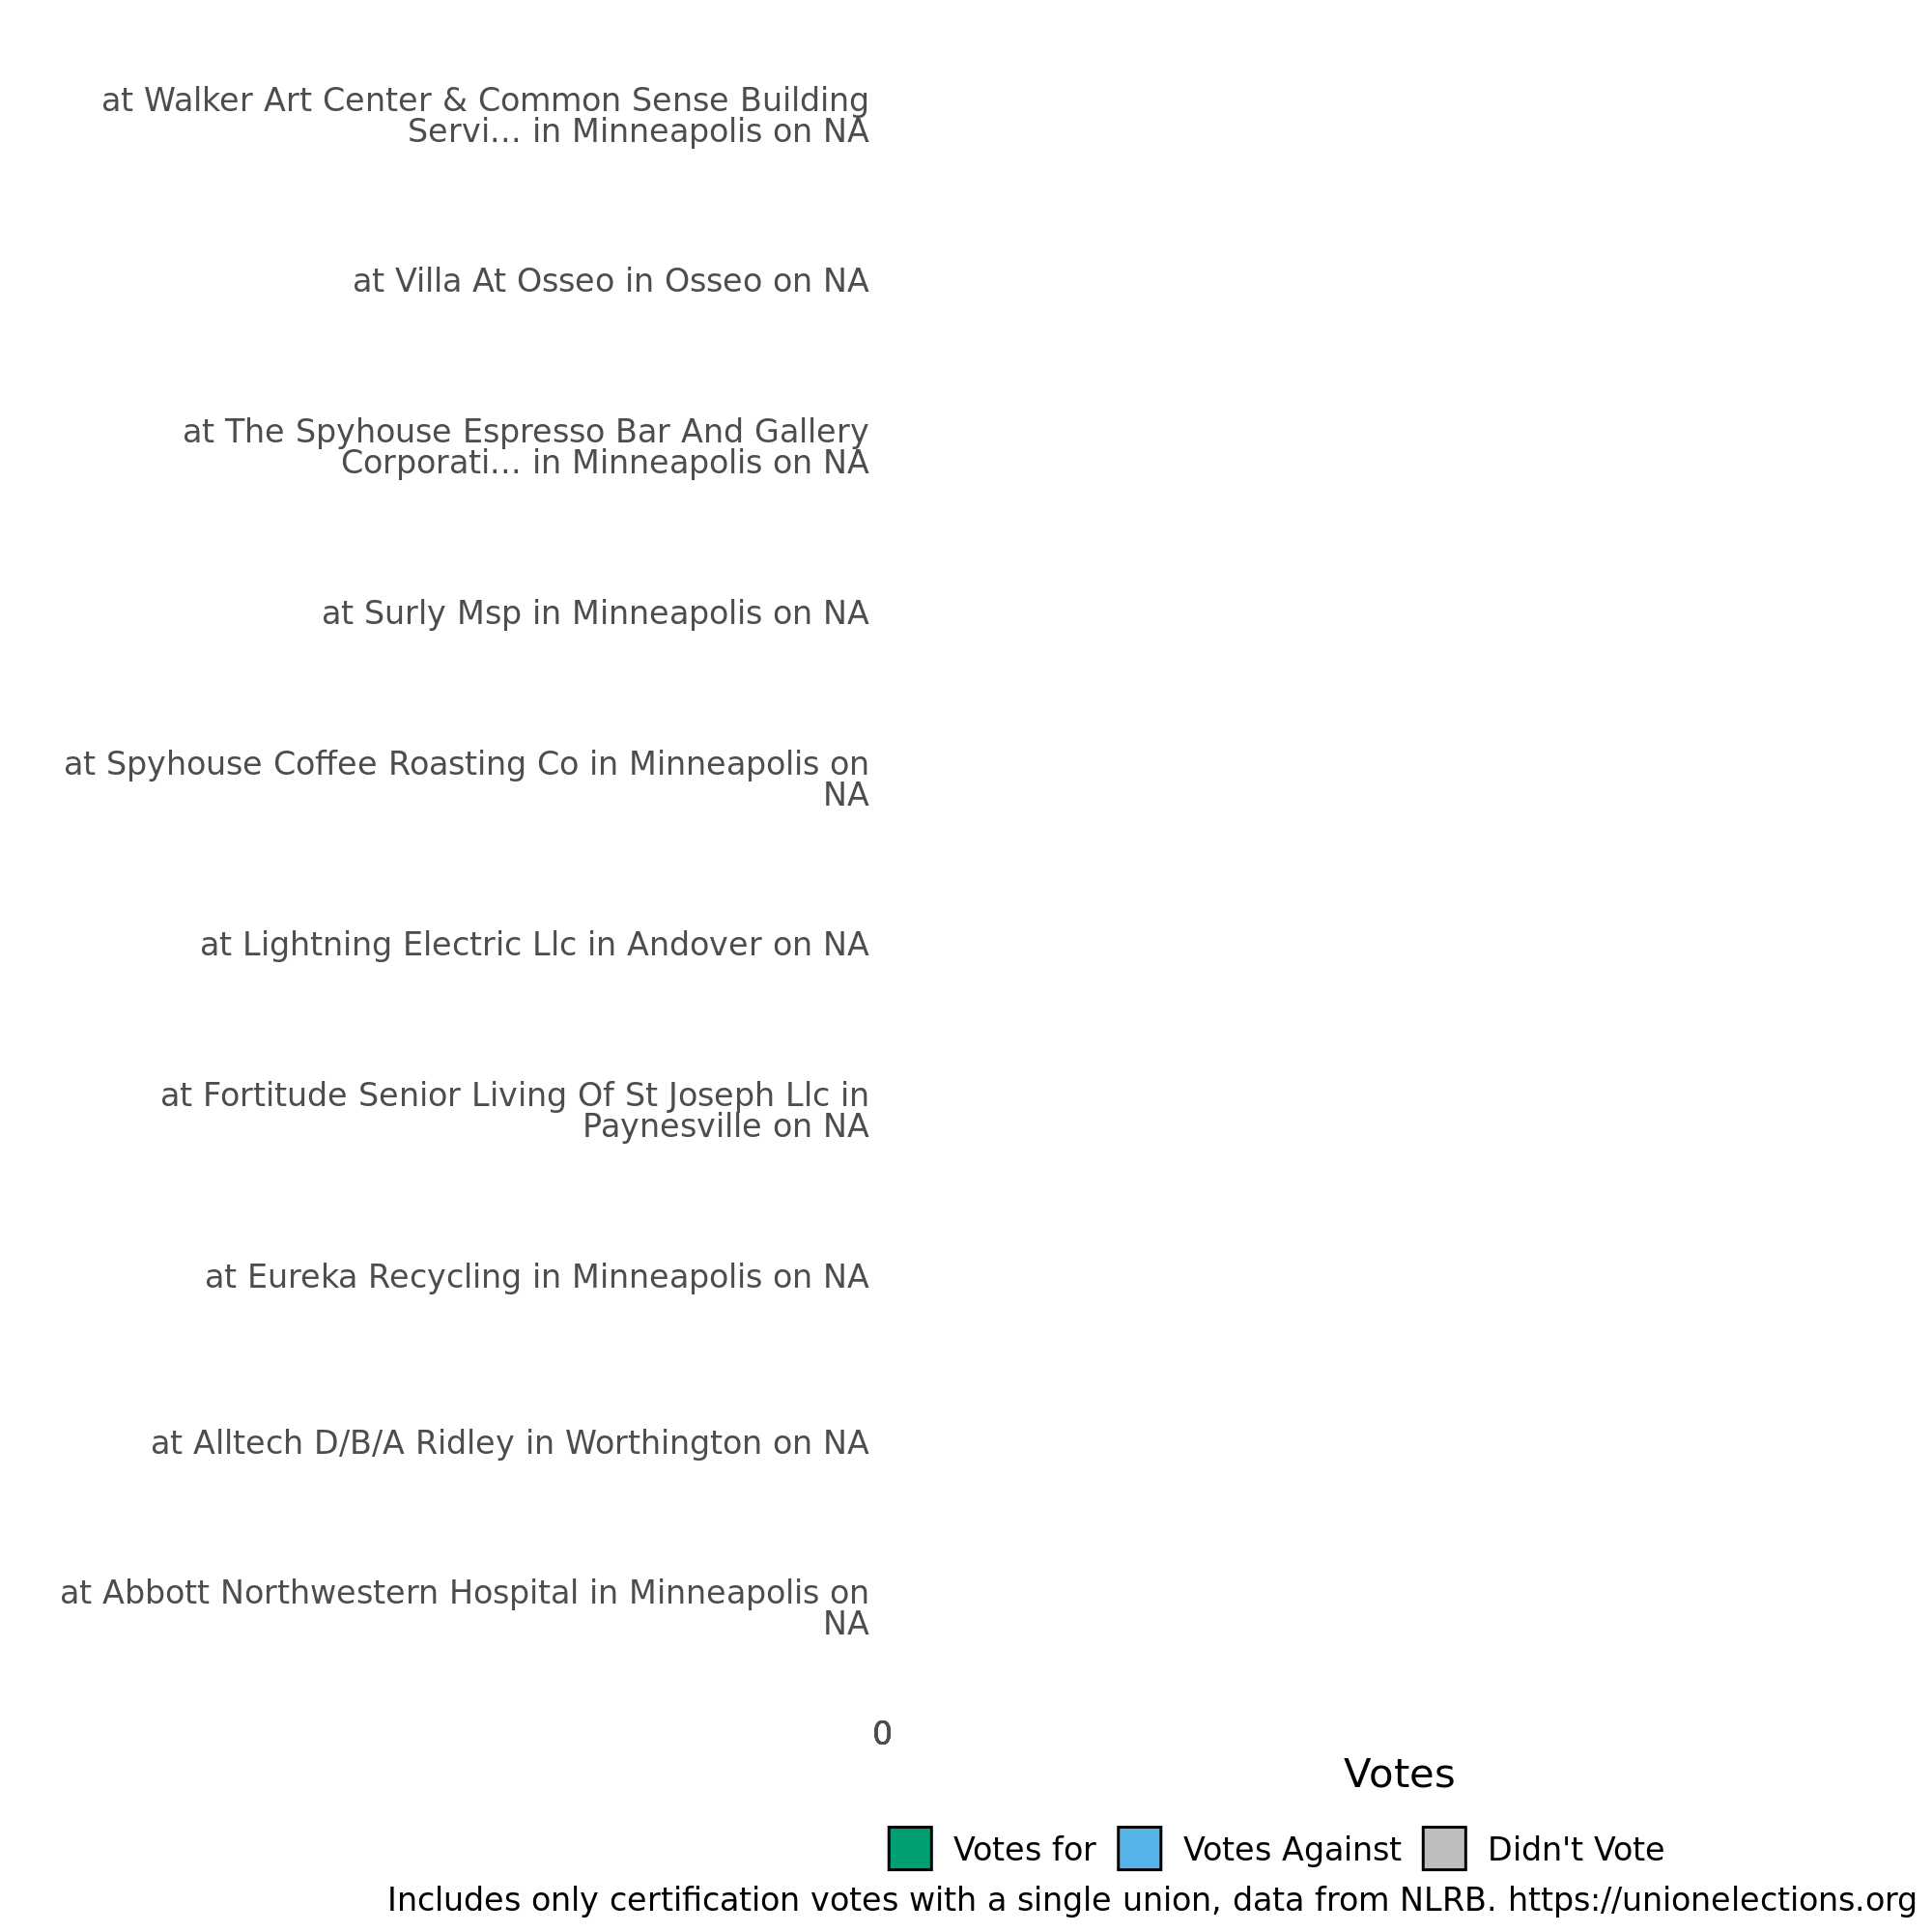 at Walker Art Center & Common Sense Building
Servi... in Minneapolis on NA
at Villa At Osseo in Osseo on NA
at The Spyhouse Espresso Bar And Gallery
Corporati... in Minneapolis on NA
at Surly Msp in Minneapolis on NA
at Spyhouse Coffee Roasting Co in Minneapolis on
NA
at Lightning Electric Llc in Andover on NA
at Fortitude Senior Living Of St Joseph Llc in
Paynesville on NA
at Eureka Recycling in Minneapolis on NA
at Alltech D/B/A Ridley in Worthington on NA
at Abbott Northwestern Hospital in Minneapolis on
NA
0
Votes
Votes for Votes Against Didn't Vote
Includes only certification votes with a single union, data from NLRB. https://unionelections.org